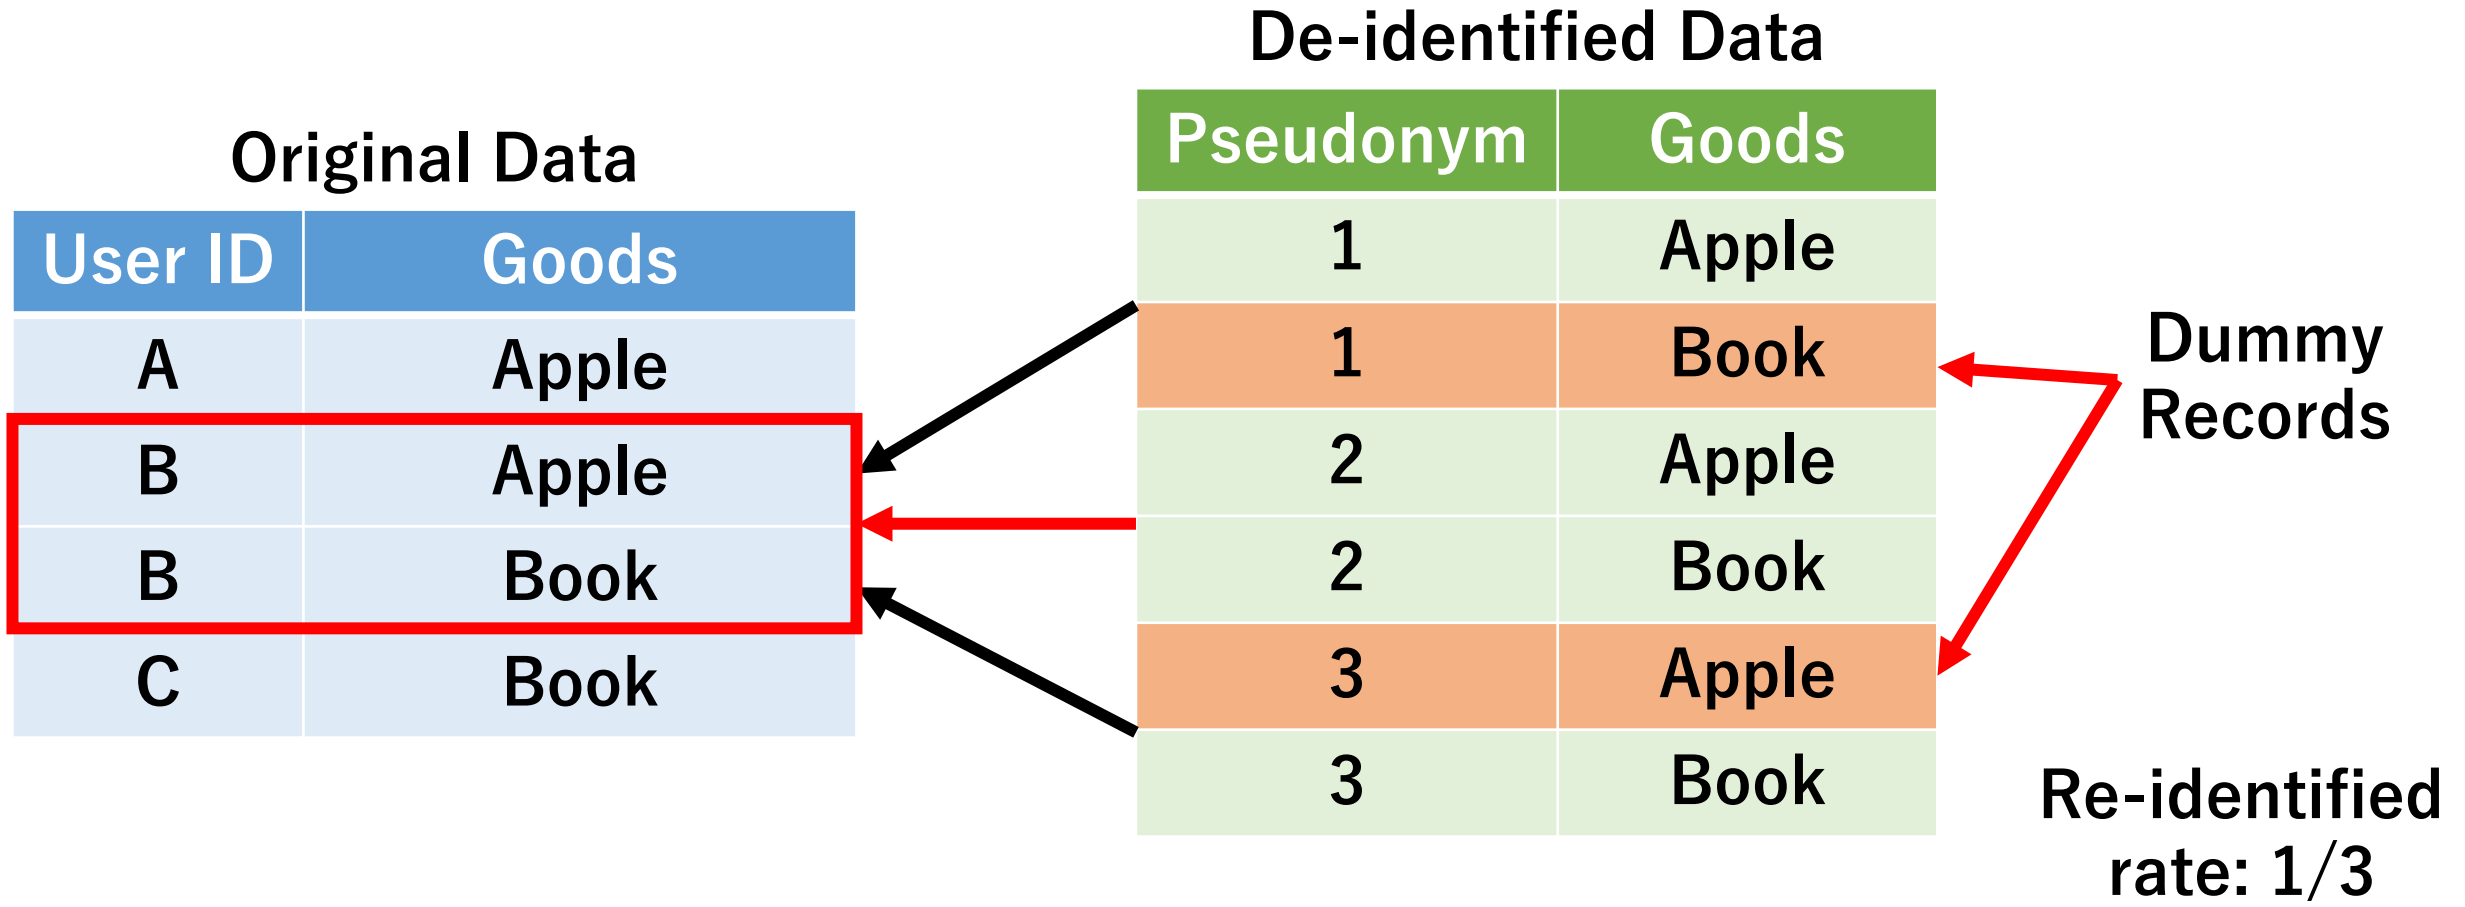 De-identified Data
Original Data
Pseudonym Goods
1 Apple
1 Book
2 Apple
2 Book
3 Apple
3 Book
User ID Goods
A Apple
B Apple
B Book
C Book
Dummy
Records
Re-identified
rate: 1/3